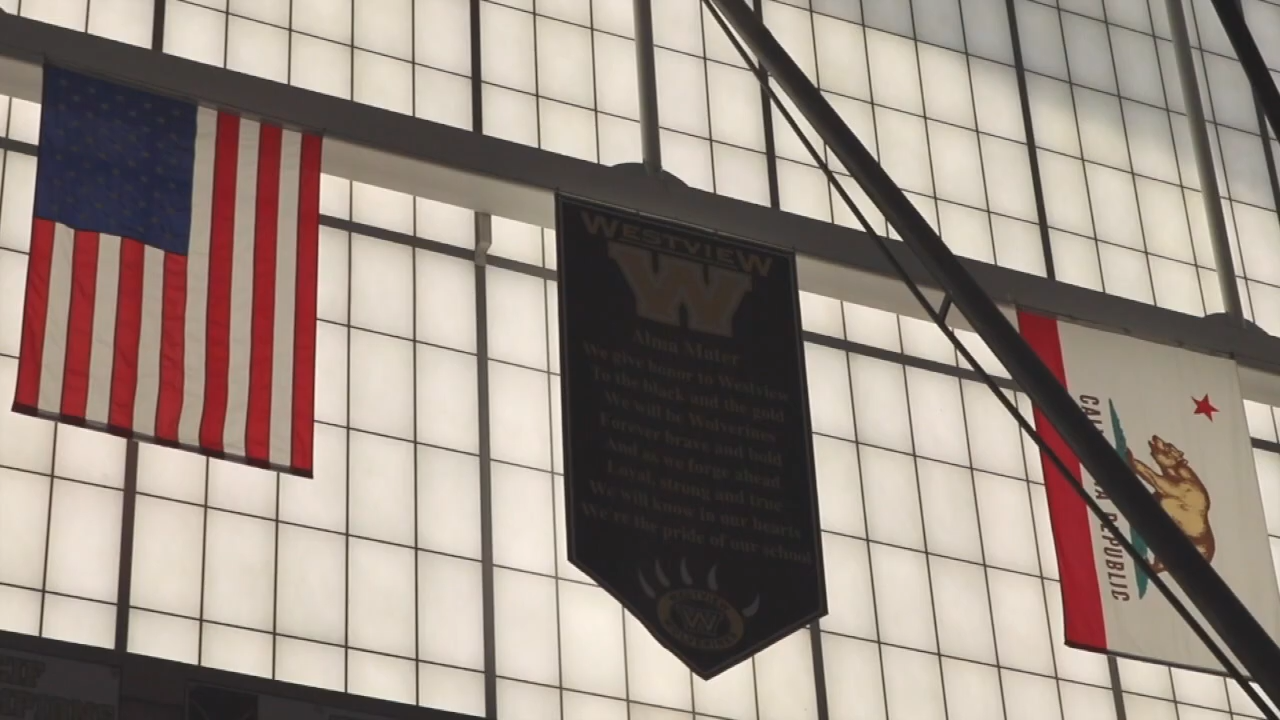 WESTVIEW
W
Alma Mater
We give honor to Westview
To the black and the gold
We will be Wolverines
Forever brave and bold
And as we forge ahead
Loyal, strong and true
We will know in our hearts
We're the pride of our school
WESTVIEW
W
WOLVERINES
REPUBLIC